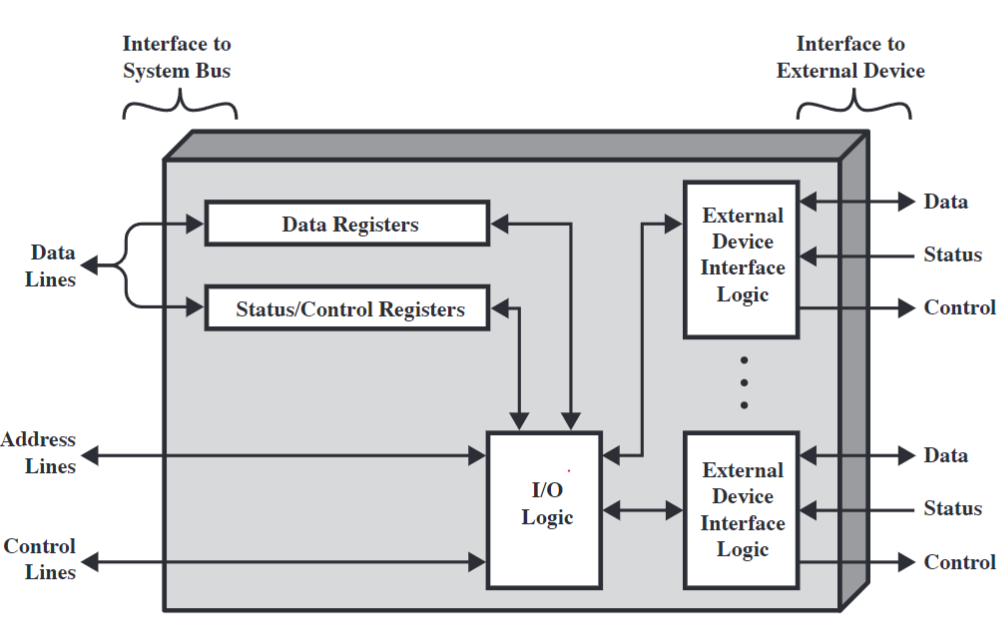 Interface to
System Bus
Interface to
External Device
Data Registers
Status/Control Registers
Data
Lines
Address
Lines
Control
Lines
I/O
Logic
External
Device
Interface
Logic
Data
Status
Control
External
Device
Interface
Logic
Data
Status
Control